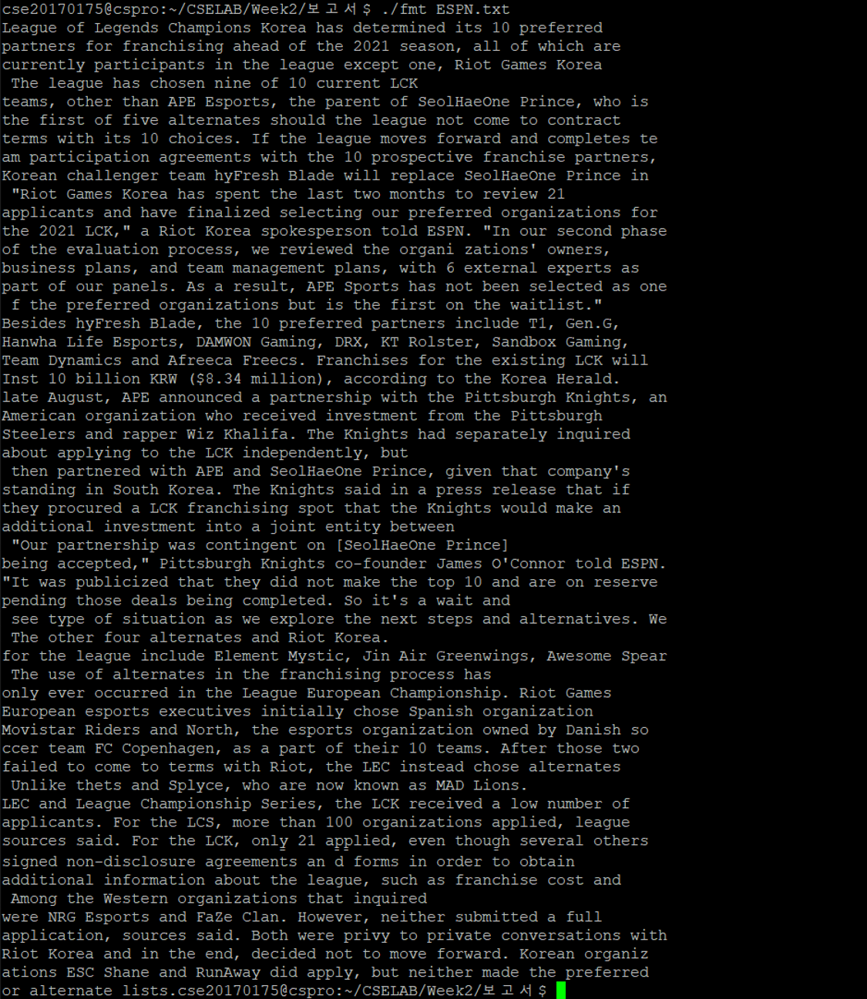 cse20170175@cspro:~/CSELAB/Week2/보고서$ ./fmt ESPN.txt
League of Legends Champions Korea has determined its 10 preferred
partners for franchising ahead of the 2021 season, all of which are
currently participants in the league except one, Riot Games Korea
 The league has chosen nine of 10 current LCK
teams, other than APE Esports, the parent of SeolHaeOne Prince, who is
the first of five alternates should the league not come to contract
terms with its 10 choices. If the league moves forward and completes te
am participation agreements with the 10 prospective franchise partners,
Korean challenger team hyFresh Blade will replace SeolHaeOne Prince in
 "Riot Games Korea has spent the last two months to review 21
applicants and have finalized selecting our preferred organizations for
the 2021 LCK," a Riot Korea spokesperson told ESPN. "In our second phase
of the evaluation process, we reviewed the organi zations' owners,
business plans, and team management plans, with 6 external experts as
part of our panels. As a result, APE Sports has not been selected as one
 f the preferred organizations but is the first on the waitlist."
Besides hyFresh Blade, the 10 preferred partners include T1, Gen.G,
Hanwha Life Esports, DAMWON Gaming, DRX, KT Rolster, Sandbox Gaming,
Team Dynamics and Afreeca Freecs. Franchises for the existing LCK will
Inst 10 billion KRW ($8.34 million), according to the Korea Herald.
late August, APE announced a partnership with the Pittsburgh Knights, an
American organization who received investment from the Pittsburgh
Steelers and rapper Wiz Khalifa. The Knights had separately inquired
about applying to the LCK independently, but
 then partnered with APE and SeolHaeOne Prince, given that company's
standing in South Korea. The Knights said in a press release that if
they procured a LCK franchising spot that the Knights would make an
additional investment into a joint entity between
 "Our partnership was contingent on [SeolHaeOne Prince]
being accepted," Pittsburgh Knights co-founder James O'Connor told ESPN.
"It was publicized that they did not make the top 10 and are on reserve
pending those deals being completed. So it's a wait and
 see type of situation as we explore the next steps and alternatives. We
 The other four alternates and Riot Korea.
for the league include Element Mystic, Jin Air Greenwings, Awesome Spear
 The use of alternates in the franchising process has
only ever occurred in the League European Championship. Riot Games
European esports executives initially chose Spanish organization
Movistar Riders and North, the esports organization owned by Danish so
ccer team FC Copenhagen, as a part of their 10 teams. After those two
failed to come to terms with Riot, the LEC instead chose alternates
 Unlike thets and Splyce, who are now known as MAD Lions.
LEC and League Championship Series, the LCK received a low number of
applicants. For the LCS, more than 100 organizations applied, league
sources said. For the LCK, only 21 applied, even though several others
signed non-disclosure agreements an d forms in order to obtain
additional information about the league, such as franchise cost and
 Among the Western organizations that inquired
were NRG Esports and FaZe Clan. However, neither submitted a full
application, sources said. Both were privy to private conversations with
Riot Korea and in the end, decided not to move forward. Korean organiz
ations ESC Shane and RunAway did apply, but neither made the preferred
or alternate lists.cse20170175@cspro:~/CSELAB/Week2/보고서$